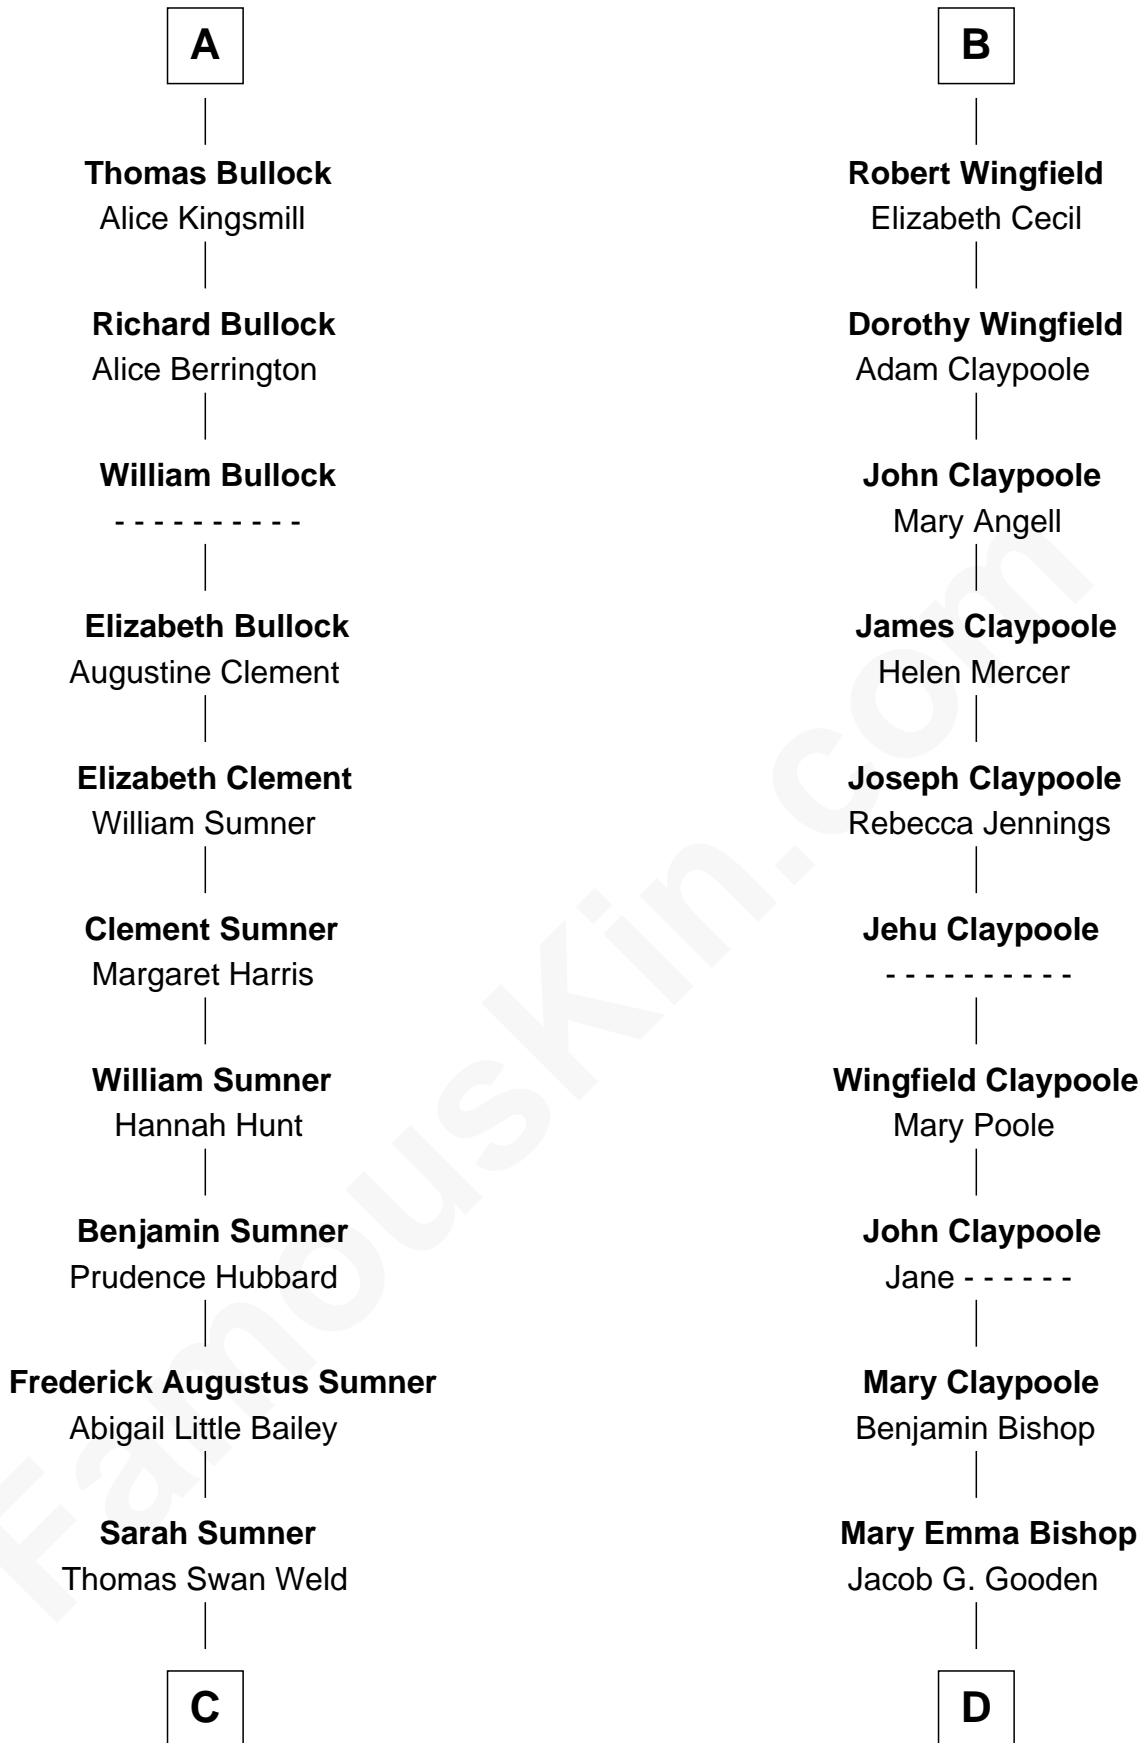 A
Thomas Bullock
Alice Kingsmill
Richard Bullock
Alice Berrington
William Bullock
- - - - - - - - - -
Elizabeth Bullock
Augustine Clement
Elizabeth Clement
William Sumner
Clement Sumner
Margaret Harris
William Sumner
Hannah Hunt
Benjamin Sumner
Prudence Hubbard
Frederick Augustus Sumner
Abigail Little Bailey
Sarah Sumner
Thomas Swan Weld
C
B
Robert Wingfield
Elizabeth Cecil
Dorothy Wingfield
Adam Claypoole
John Claypoole
Mary Angell
James Claypoole
Helen Mercer
Joseph Claypoole
Rebecca Jennings
Jehu Claypoole
- - - - - - - - - -
Wingfield Claypoole
Mary Poole
John Claypoole
Jane - - - - - -
Mary Claypoole
Benjamin Bishop
Mary Emma Bishop
Jacob G. Gooden
D
FamousKin.com